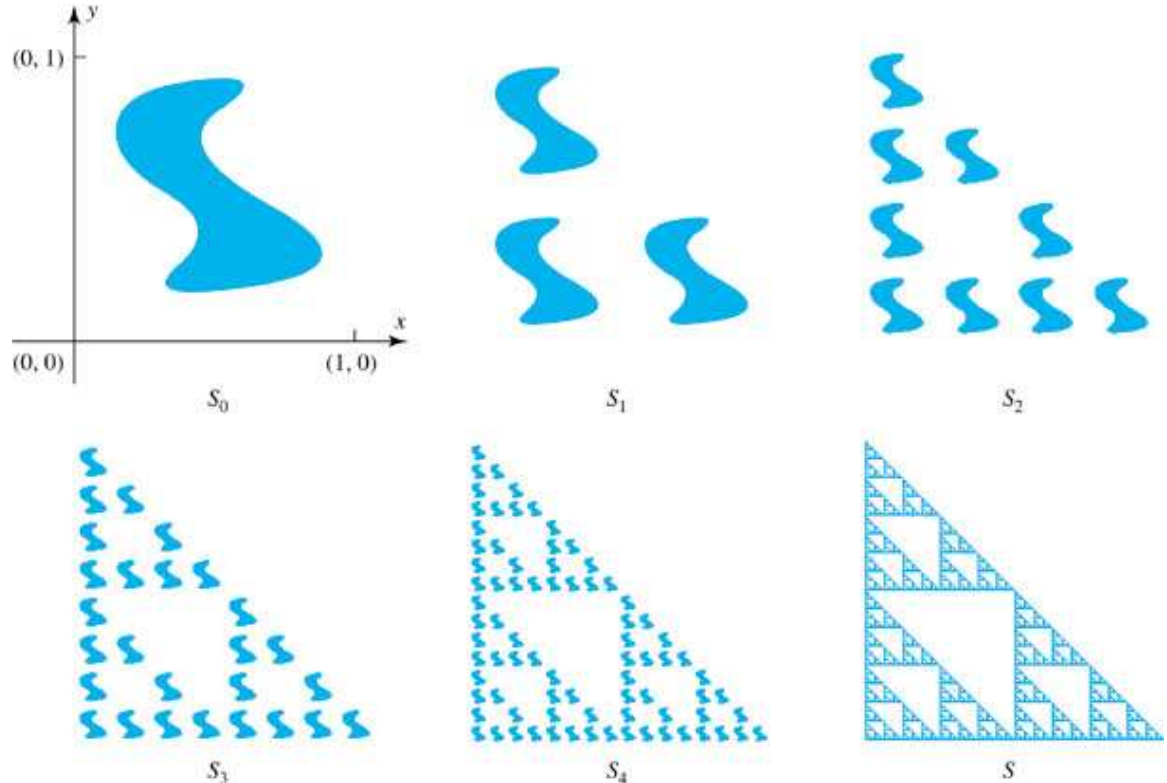 y
(0, 1)
x
(0, 0)
(1, 0)
S₀
S₁
S₂
S₃
S₄
S